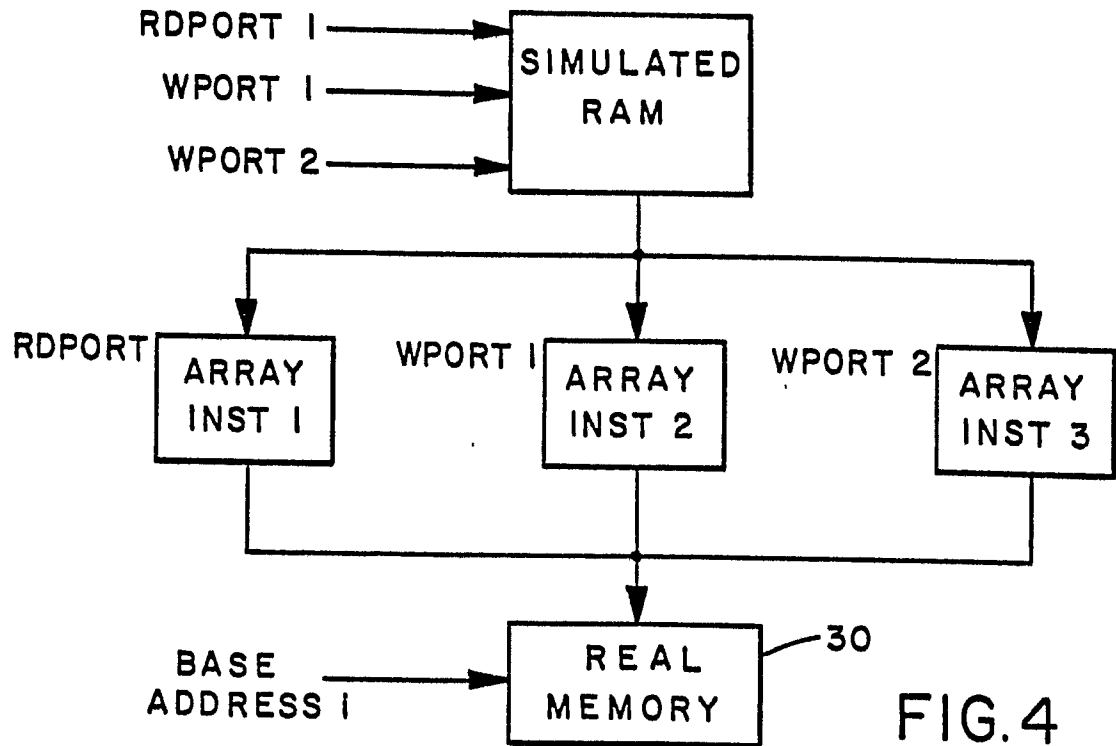 RDPORT 1
WPORT 1
WPORT 2
SIMULATED
RAM
RDPORT
ARRAY
INST 1
WPORT 1
ARRAY
INST 2
WPORT 2
ARRAY
INST 3
BASE
ADDRESS 1
REAL
MEMORY
30
FIG. 4